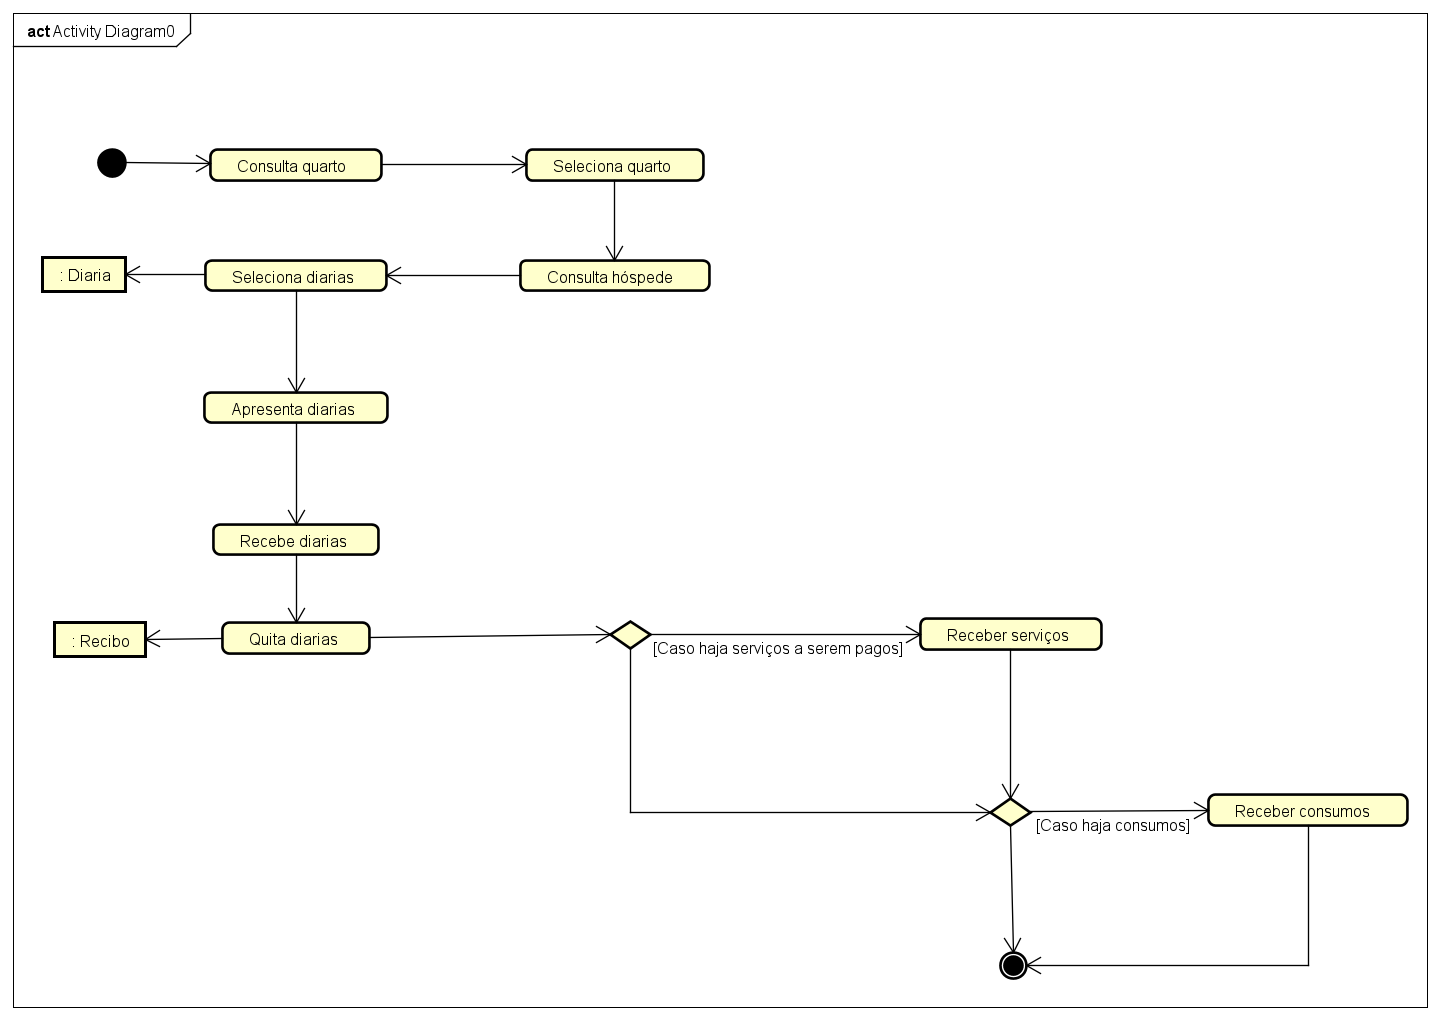 act Activity Diagram0
Consulta quarto
Seleciona quarto
: Diaria
Seleciona diarias
Consulta hóspede
Apresenta diarias
Recebe diarias
: Recibo
Quita diarias
Receber serviços
[Caso haja serviços a serem pagos]
Receber consumos
[Caso haja consumos]